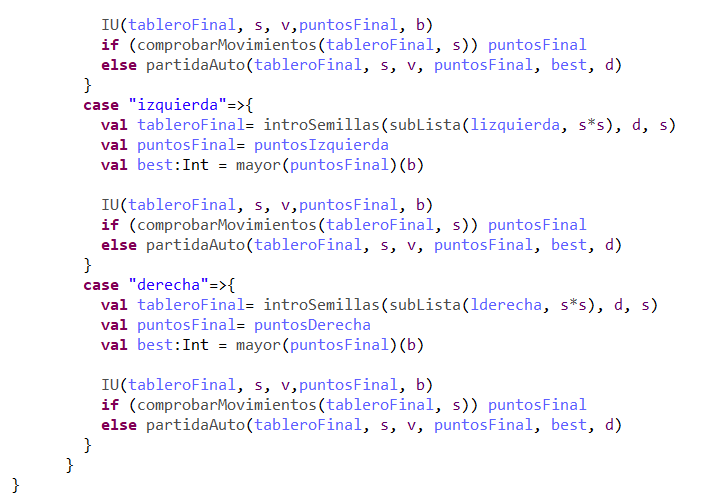 IU(tableroFinal, s, v,puntosFinal, b)
if (comprobarMovimientos(tableroFinal, s)) puntosFinal
else partidaAuto(tableroFinal, s, v, puntosFinal, best, d)
}
case "izquierda"=>{
val tableroFinal= introSemillas(subLista(lizquierda, s*s), d, s)
val puntosFinal= puntosIzquierda
val best:Int = mayor(puntosFinal)(b)
IU(tableroFinal, s, v,puntosFinal, b)
if (comprobarMovimientos(tableroFinal, s)) puntosFinal
else partidaAuto(tableroFinal, s, v, puntosFinal, best, d)
}
case "derecha"=>{
val tableroFinal= introSemillas(subLista(lderecha, s*s), d, s)
val puntosFinal= puntosDerecha
val best:Int = mayor(puntosFinal)(b)
IU(tableroFinal, s, v,puntosFinal, b)
if (comprobarMovimientos(tableroFinal, s)) puntosFinal
else partidaAuto(tableroFinal, s, v, puntosFinal, best, d)
}
}
}